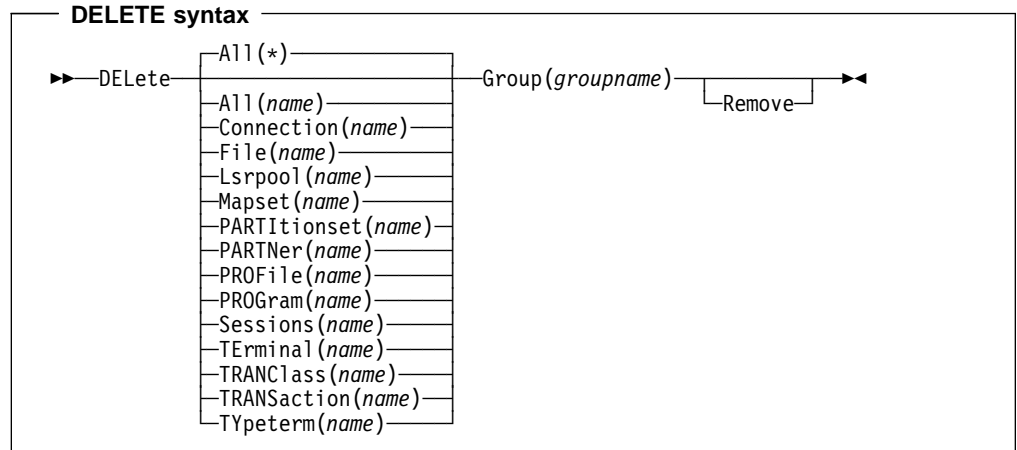 DELETE syntax
All(*)
►►—DELete— —Group(groupname)— —►◄
All(name) Remove
Connection(name)
File(name)
Lsrpool(name)
Mapset(name)
PARTItionset(name)
PARTNer(name)
PROFile(name)
PROGram(name)
Sessions(name)
TErminal(name)
TRANClass(name)
TRANSaction(name)
TYpeterm(name)